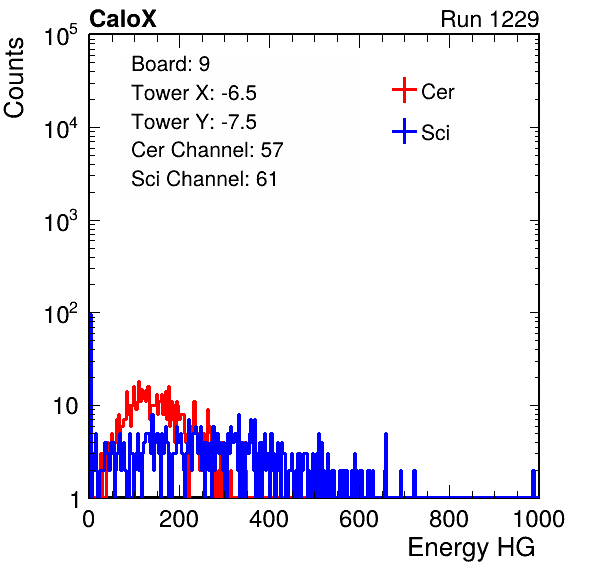 CaloX Run 1229
Counts
10^5
10^4
10^3
10^2
10
1
Board: 9
Tower X: -6.5
Tower Y: -7.5
Cer Channel: 57
Sci Channel: 61
Cer
Sci
0 200 400 600 800 1000
Energy HG